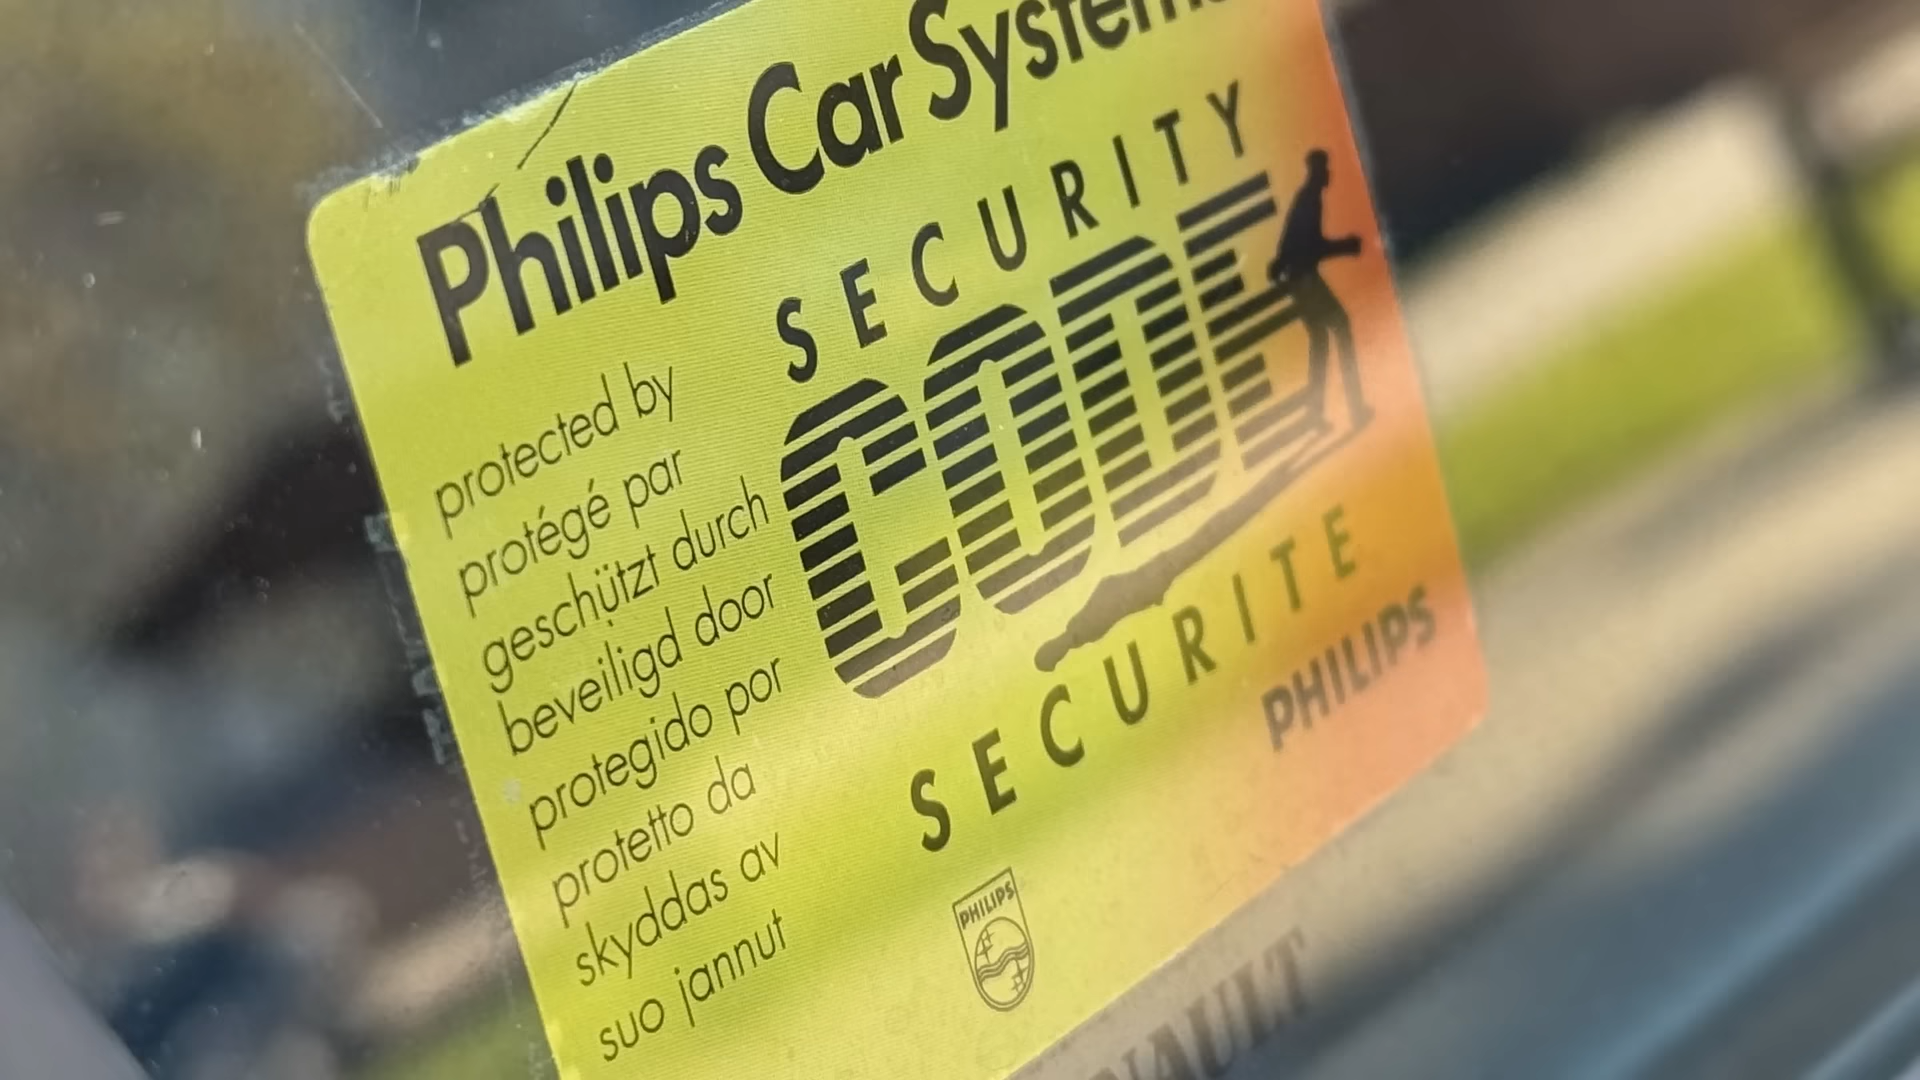 Philips Car Systems
SECURITY
CODE
SECURITE
PHILIPS
protected by
protégé par
geschützt durch
beveiligd door
protegido por
protetto da
skyddas av
suo jannut
PHILIPS